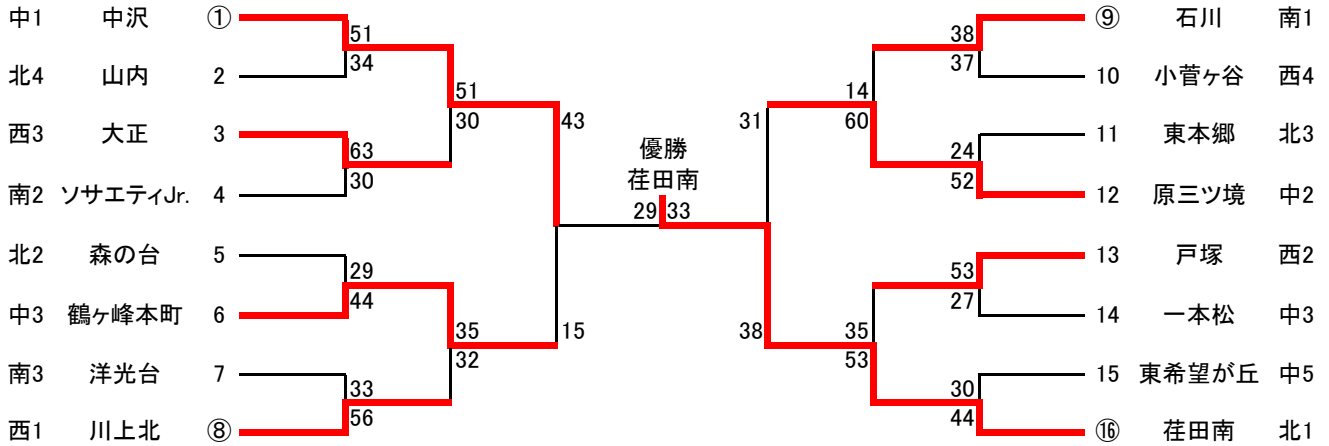 中1 中沢 ①
51
34
北4 山内 2
51
30
西3 大正 3
63
30
南2 ソサエティJr. 4
43
15
北2 森の台 5
29
44
中3 鶴ヶ峰本町 6
35
32
南3 洋光台 7
33
56
西1 川上北 ⑧
優勝
荏田南
29 33
⑨ 石川 南1
38
37
10 小菅ヶ谷 西4
14
60
11 東本郷 北3
24
52
12 原三ツ境 中2
31
38
13 戸塚 西2
53
27
14 一本松 中3
35
53
15 東希望が丘 中5
30
44
⑯ 荏田南 北1